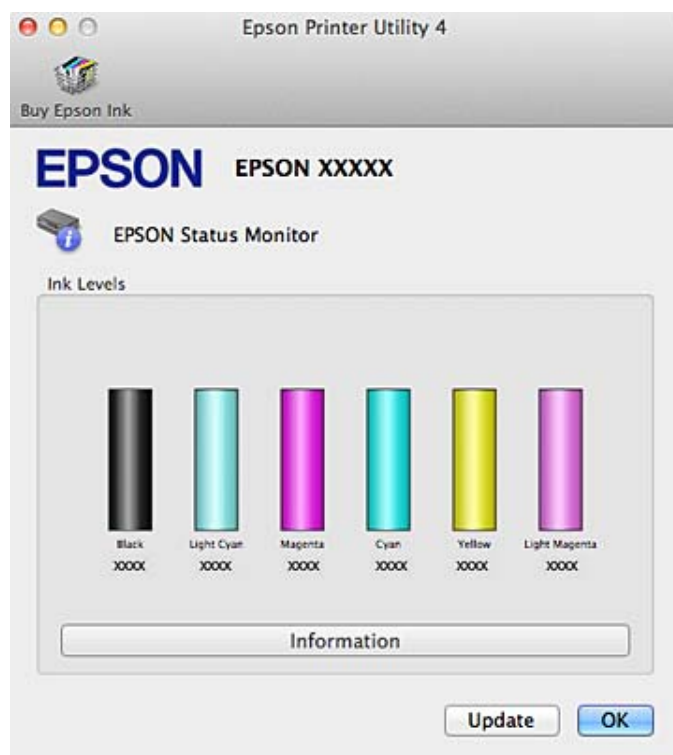 Epson Printer Utility 4
Buy Epson Ink
EPSON EPSON XXXXX
EPSON Status Monitor
Ink Levels
Black Light Cyan Magenta Cyan Yellow Light Magenta
XXXX XXXX XXXX XXXX XXXX XXXX
Information
Update OK